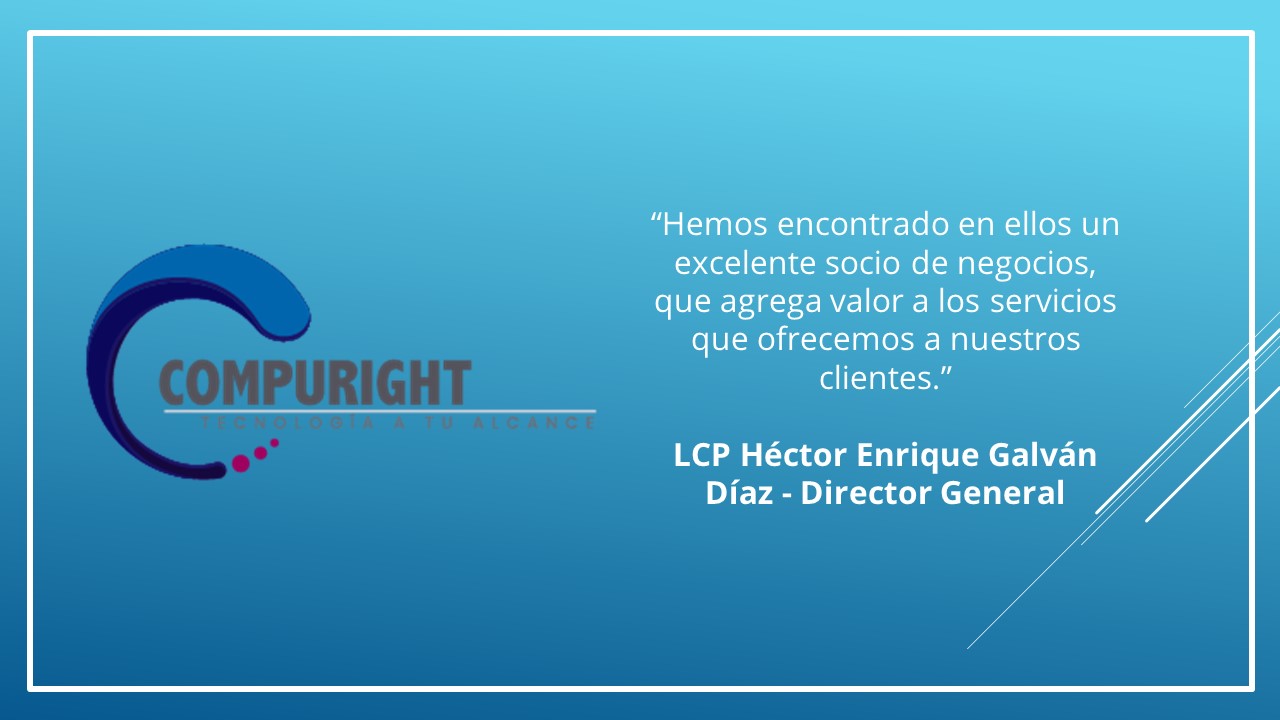 COMPURIGHT
TECNOLOGÍA A TU ALCANCE
“Hemos encontrado en ellos un
excelente socio de negocios,
que agrega valor a los servicios
que ofrecemos a nuestros
clientes.”
LCP Héctor Enrique Galván
Díaz - Director General